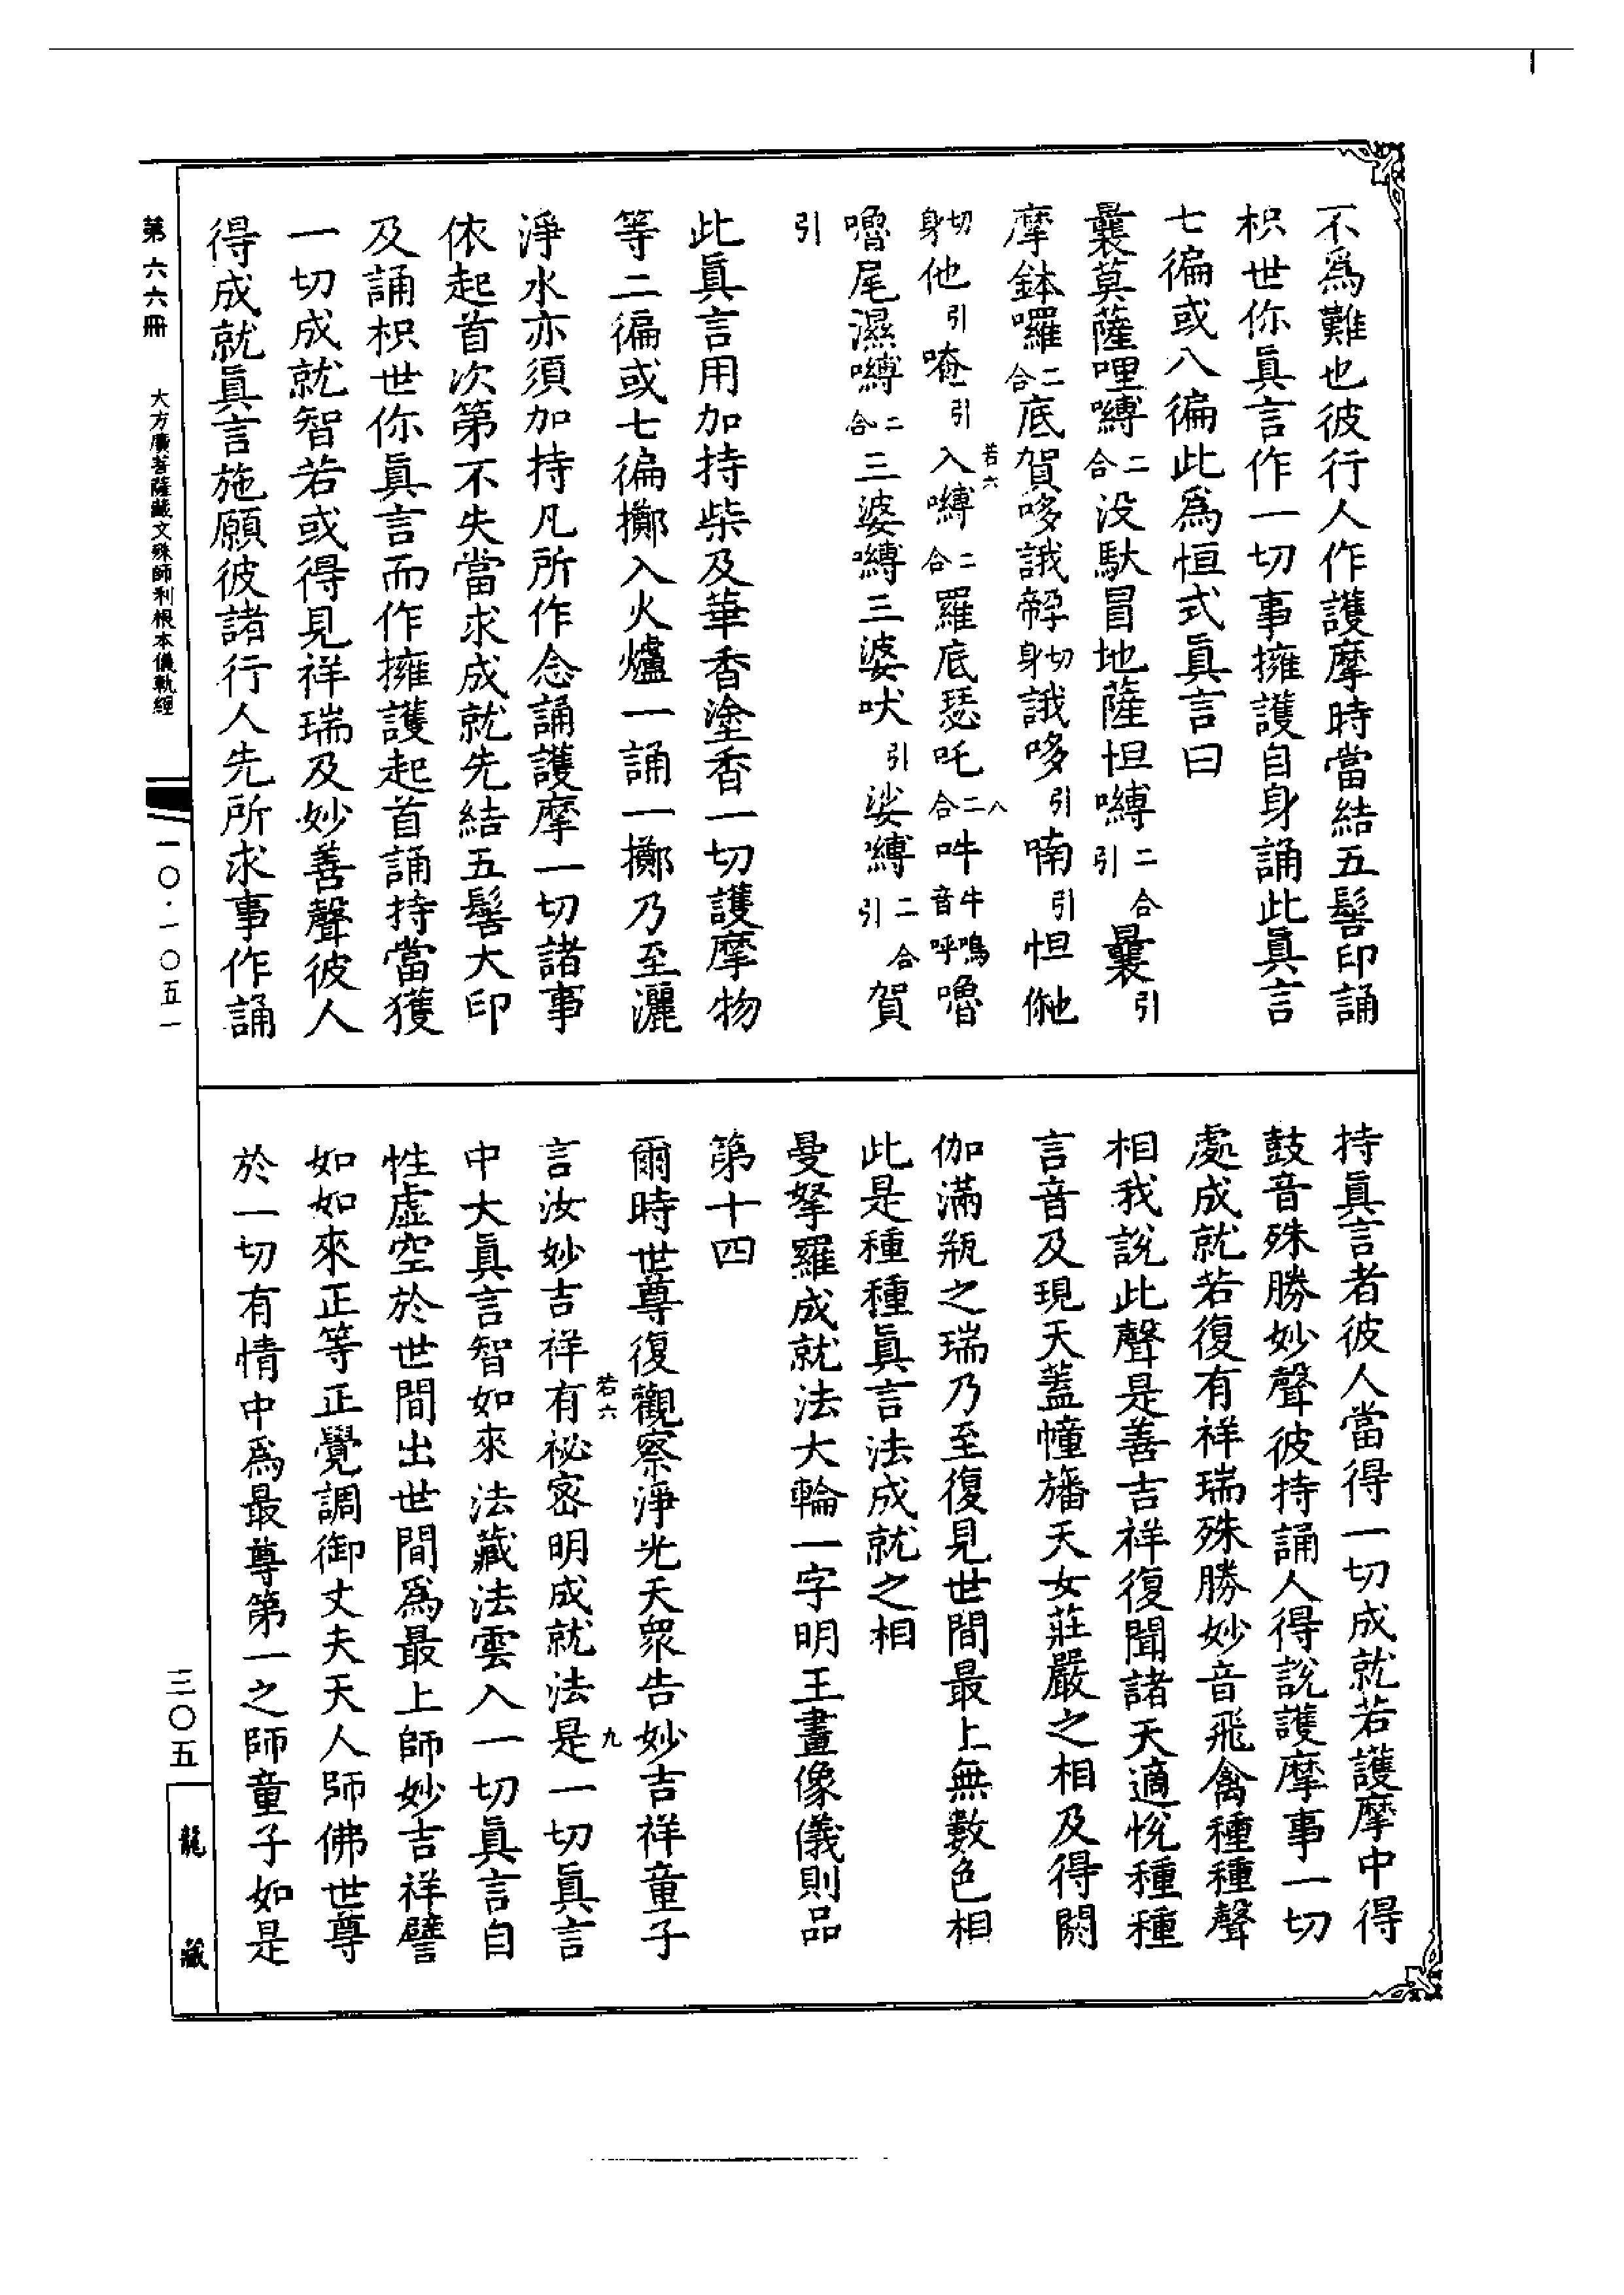 不爲難也彼行人作護摩時當結五髻印誦
枳世你眞言作一切事擁護自身誦此眞言
七徧或八徧此爲恒式眞言曰
曩莫薩哩嚩二合没馱冒地薩怛嚩二合引曩引
摩鉢囉二合底賀哆誐帝身切誐哆引喃引怛你也
身切他引唵引入嚩二合羅底瑟吒二合吽牛音鳴呼嚕
嚕尾濕嚩二合三婆嚩三婆吠引娑嚩二合引賀
引
此眞言用加持柴及華香塗香一切護摩物
等二徧或七徧擲入火爐一誦一擲乃至灑
淨水亦須加持凡所作念誦護摩一切諸事
依起首次第不失當求成就先結五髻大印
及誦枳世你眞言而作擁護起首誦持當獲
一切成就智若或得見祥瑞及妙善聲彼人
得成就眞言施願彼諸行人先所求事作誦
持眞言者彼人當得一切成就若護摩中得
鼓音殊勝妙聲彼持誦人得說護摩事一切
處成就若復有祥瑞殊勝妙音飛禽種種聲
相我說此聲是善吉祥復聞諸天適悅種種
言音及現天蓋幢旛天女莊嚴之相及得閼
伽滿瓶之瑞乃至復見世間最上無數色相
此是種種眞言法成就之相
曼拏羅成就法大輪一字明王畫像儀則品
第十四
爾時世尊復觀察淨光天衆告妙吉祥童子
言汝妙吉祥有祕密明成就法是一切眞言
中大眞言智如來法藏法雲入一切眞言自
性虛空於世間出世間爲最上師妙吉祥譬
如如來正等正覺調御丈夫天人師佛世尊
於一切有情中爲最尊第一之師童子如是
若六
八
若六
九
第六六冊
大方廣菩薩藏文殊師利根本儀軌經
一〇·一〇五一
三〇五
龍藏